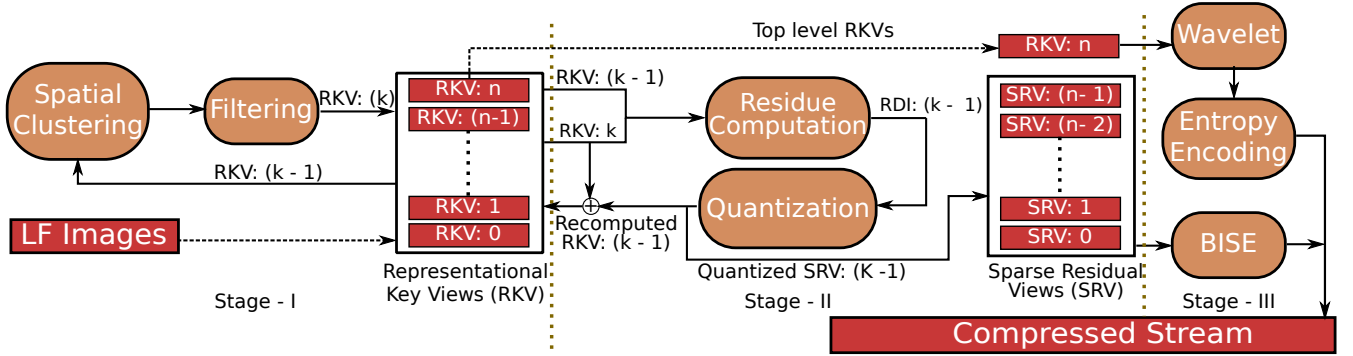 Top level RKVs
RKV: n
Wavelet
Spatial
Clustering
Filtering
RKV: (k)
RKV: n
RKV: (n-1)
RKV: 1
RKV: 0
RKV: (k - 1)
LF Images
Representational
Key Views (RKV)
Stage - I
RKV: (k - 1)
RKV: k
Residue
Computation
RDI: (k - 1)
Quantization
Recomputed
RKV: (k - 1)
Quantized SRV: (K -1)
Stage - II
SRV: (n- 1)
SRV: (n- 2)
SRV: 1
SRV: 0
Sparse Residual
Views (SRV)
Entropy
Encoding
BISE
Stage - III
Compressed Stream